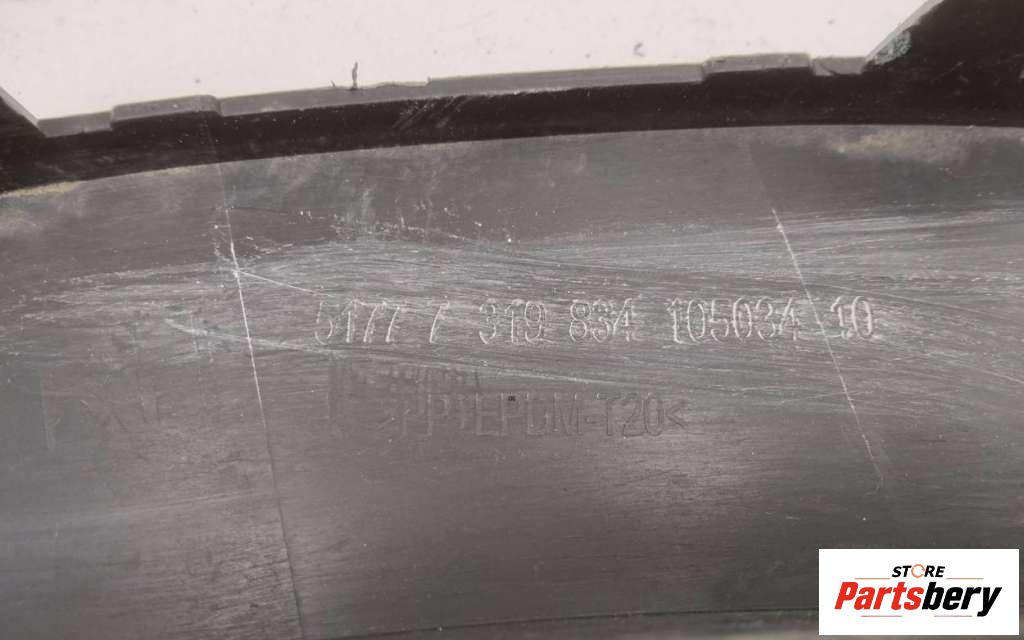 5177 7 319 834 105034 10
>PP+EPDM-T20<
STORE
Partsbery